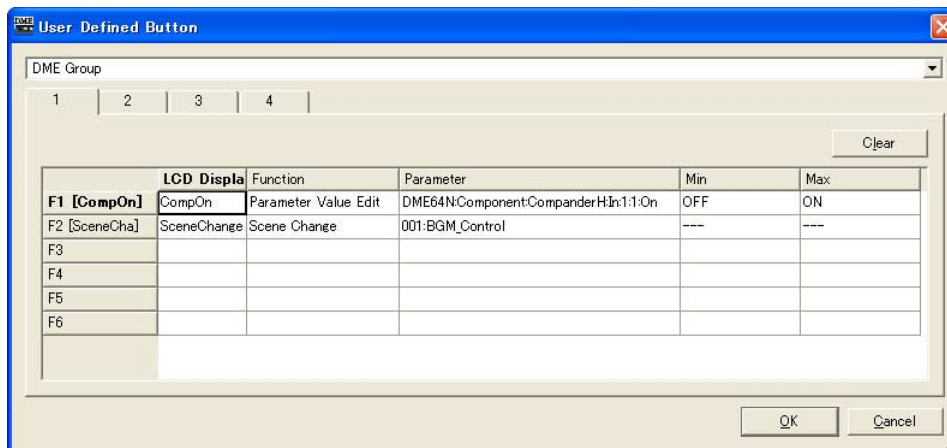 DME User Defined Button
DME Group
1 2 3 4
Clear
LCD Displa Function Parameter Min Max
F1 [CompOn] CompOn Parameter Value Edit DME64N:Component:CompanderH:In:1:1:On OFF ON
F2 [SceneCha] SceneChange Scene Change 001:BGM_Control --- ---
F3
F4
F5
F6
OK Cancel